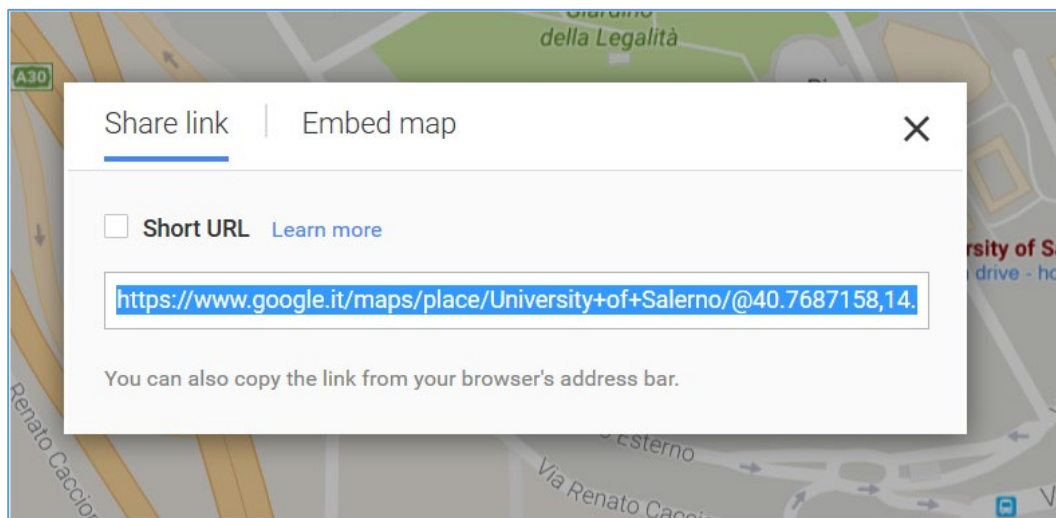 Giardino
della Legalità
A30
Share link
Embed map
Short URL Learn more
rsity of S
drive - ho
https://www.google.it/maps/place/University+of+Salerno/@40.7687158,14.
You can also copy the link from your browser's address bar.
Renato Caccio
Esterno
Via Renato Cacci
V